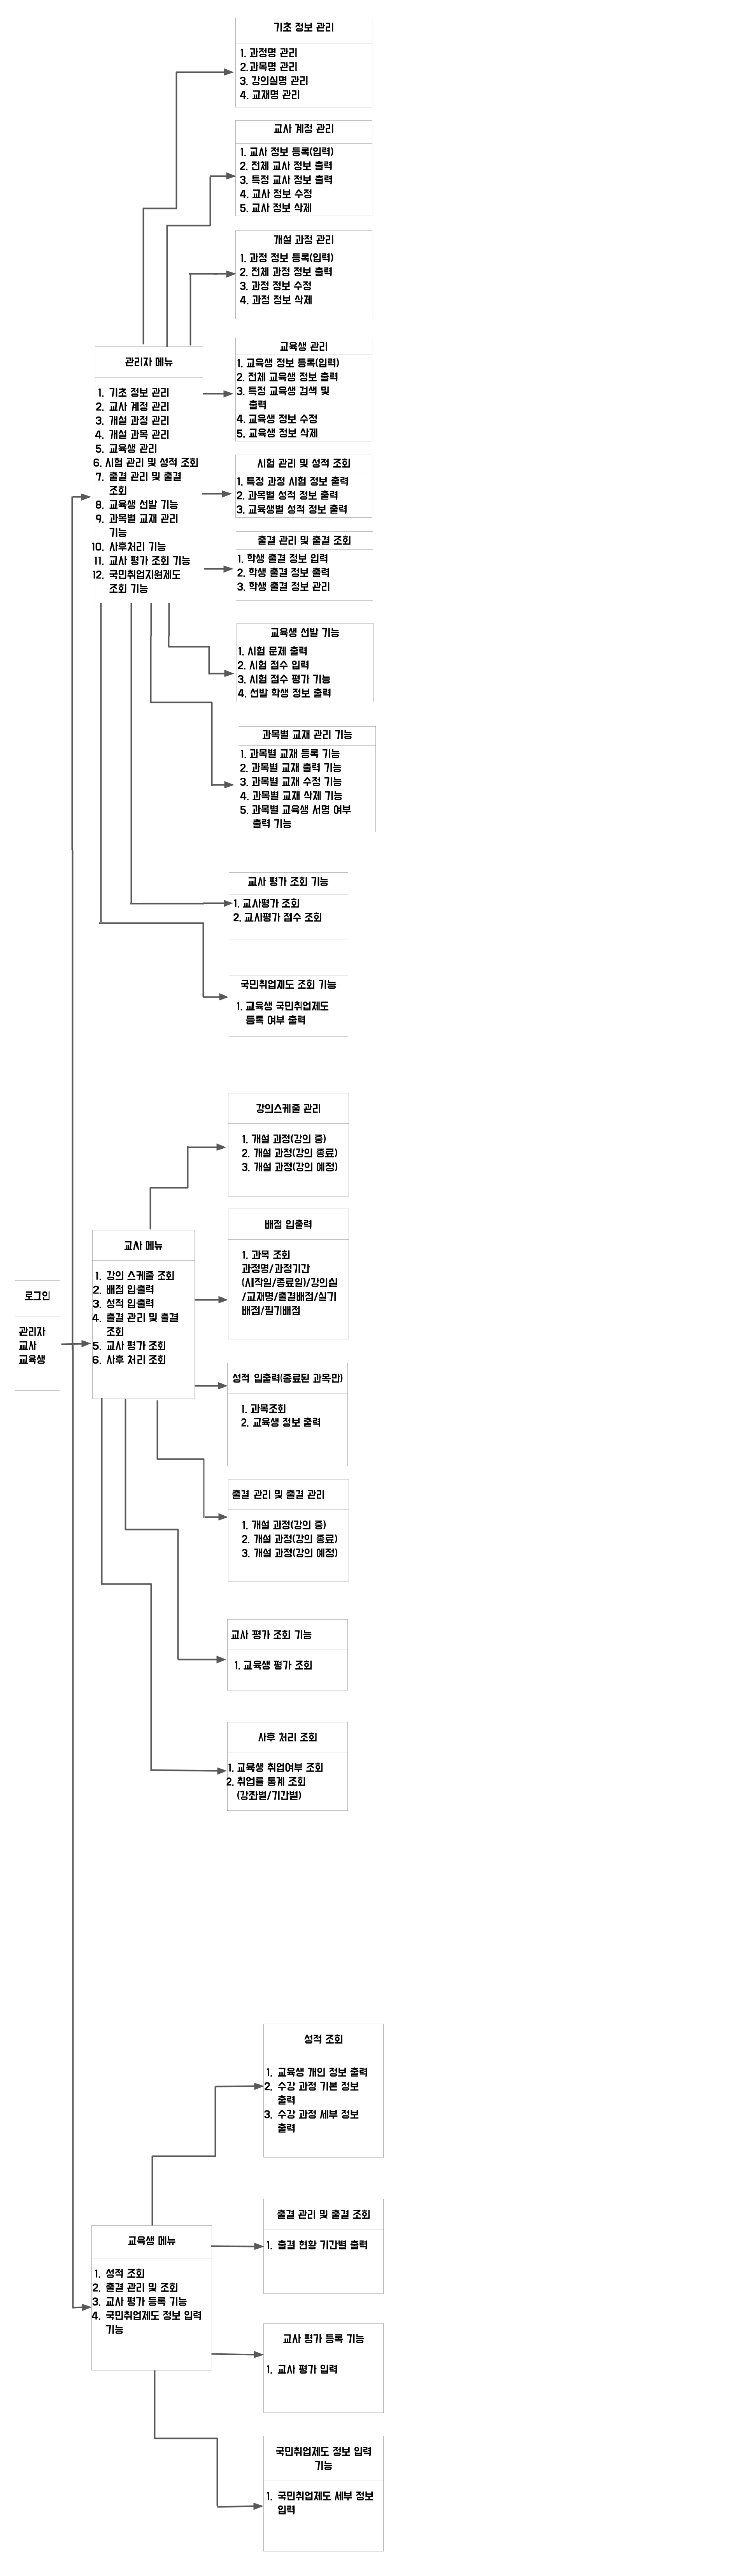 기초 정보 관리
1. 과정명 관리
2.과목명 관리
3. 강의실명 관리
4. 교재명 관리
교사 계정 관리
1. 교사 정보 등록(입력)
2. 전체 교사 정보 출력
3. 특정 교사 정보 출력
4. 교사 정보 수정
5. 교사 정보 삭제
개설 과정 관리
1. 과정 정보 등록(입력)
2. 전체 과정 정보 출력
3. 과정 정보 수정
4. 과정 정보 삭제
관리자 메뉴
1. 기초 정보 관리
2. 교사 계정 관리
3. 개설 과정 관리
4. 개설 과목 관리
5. 교육생 관리
6. 시험 관리 및 성적 조회
7. 출결 관리 및 출결
조회
8. 교육생 선발 기능
9. 과목별 교재 관리
기능
10. 사후처리 기능
11. 교사 평가 조회 기능
12. 국민취업지원제도
조회 기능
교육생 관리
1. 교육생 정보 등록(입력)
2. 전체 교육생 정보 출력
3. 특정 교육생 검색 및
출력
4. 교육생 정보 수정
5. 교육생 정보 삭제
시험 관리 및 성적 조회
1. 특정 과정 시험 정보 출력
2. 과목별 성적 정보 출력
3. 교육생별 성적 정보 출력
출결 관리 및 출결 조회
1. 학생 출결 정보 입력
2. 학생 출결 정보 출력
3. 학생 출결 정보 관리
교육생 선발 기능
1. 시험 문제 출력
2. 시험 점수 입력
3. 시험 점수 평가 기능
4. 선발 학생 정보 출력
과목별 교재 관리 기능
1. 과목별 교재 등록 기능
2. 과목별 교재 출력 기능
3. 과목별 교재 수정 기능
4. 과목별 교재 삭제 기능
5. 과목별 교육생 서명 여부
출력 기능
교사 평가 조회 기능
1. 교사평가 조회
2. 교사평가 점수 조회
국민취업제도 조회 기능
1. 교육생 국민취업제도
등록 여부 출력
로그인
관리자
교사
교육생
교사 메뉴
1. 강의 스케줄 조회
2. 배점 입출력
3. 성적 입출력
4. 출결 관리 및 출결
조회
5. 교사 평가 조회
6. 사후 처리 조회
강의스케줄 관리
1. 개설 과정(강의 중)
2. 개설 과정(강의 종료)
3. 개설 과정(강의 예정)
배점 입출력
1. 과목 조회
과정명/과정기간
(시작일/종료일)/강의실
/교재명/출결배점/실기
배점/필기배점
성적 입출력(종료된 과목만)
1. 과목조회
2. 교육생 정보 출력
출결 관리 및 출결 관리
1. 개설 과정(강의 중)
2. 개설 과정(강의 종료)
3. 개설 과정(강의 예정)
교사 평가 조회 기능
1. 교육생 평가 조회
사후 처리 조회
1. 교육생 취업여부 조회
2. 취업률 통계 조회
(강좌별/기간별)
교육생 메뉴
1. 성적 조회
2. 출결 관리 및 조회
3. 교사 평가 등록 기능
4. 국민취업제도 정보 입력
기능
성적 조회
1. 교육생 개인 정보 출력
2. 수강 과정 기본 정보
출력
3. 수강 과정 세부 정보
출력
출결 관리 및 출결 조회
1. 출결 현황 기간별 출력
교사 평가 등록 기능
1. 교사 평가 입력
국민취업제도 정보 입력
기능
1. 국민취업제도 세부 정보
입력